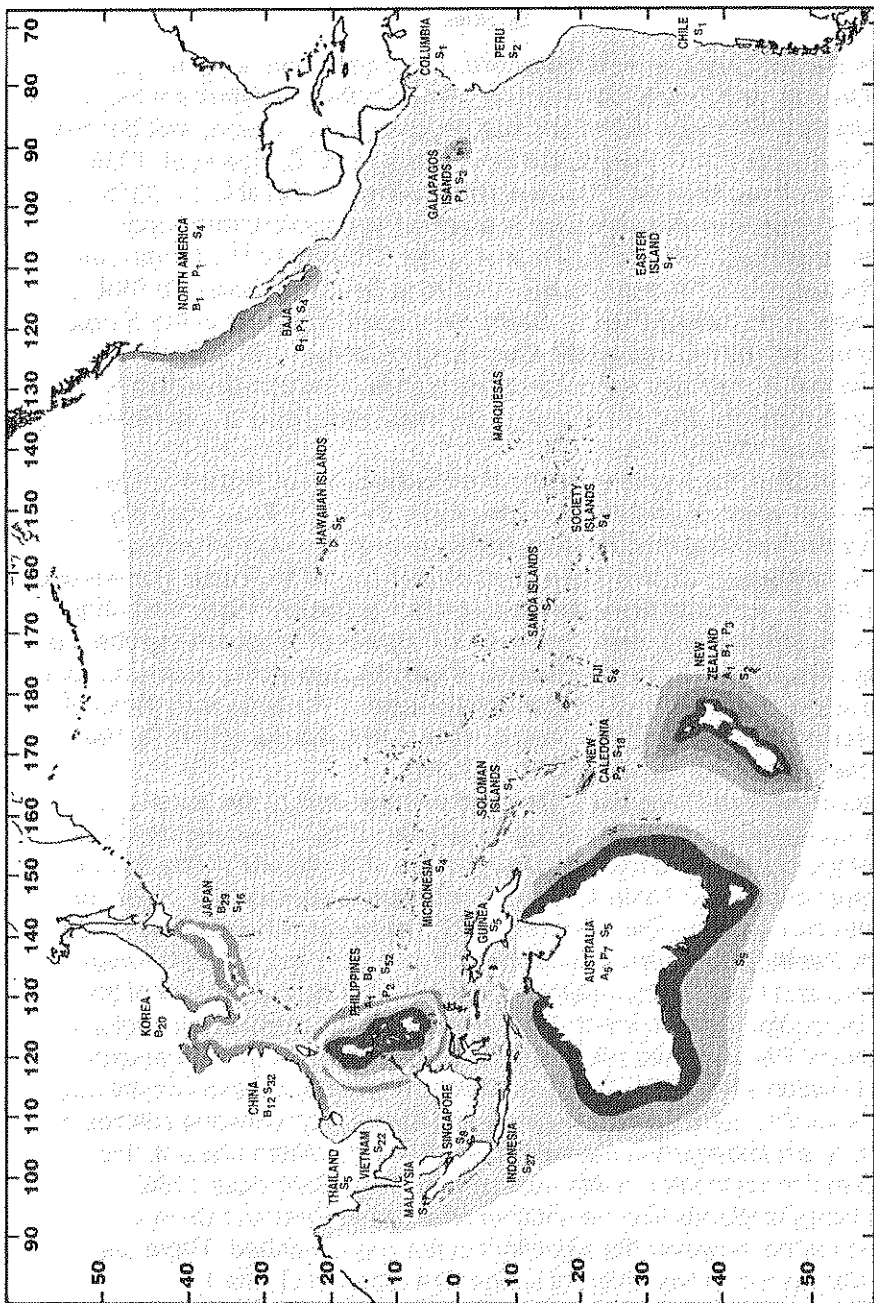 70
80
90
100
110
120
130
140
150
160
170
180
170
160
150
140
130
120
110
100
90
50
40
30
20
10
0
10
20
30
40
50
COLUMBIA
S1
PERU
S2
CHILE
S1
GALAPAGOS
ISANDS
P1 S3
NORTH AMERICA
B1 P1 S4
BAJA
B1 P1 S4
EASTER
ISLAND
S1
MARQUESAS
HAWAIIAN ISLANDS
S5
SOCIETY
ISLANDS
S4
SAMOA ISLANDS
S2
FIJI
S6
NEW
ZEALAND
A1 B1 P3
S2
NEW
CALEDONIA
P2 S18
SOLOMAN
ISLANDS
S1
MICRONESIA
S4
NEW
GUINEA
S5
AUSTRALIA
A5 P7 S5
JAPAN
B29
S16
KOREA
B20
CHINA
B12 S32
PHILIPPINES
A1 B9
P2 S52
THAILAND
S5
VIETNAM
S22
MALAYSIA
S17
SINGAPORE
S8
INDONESIA
S27